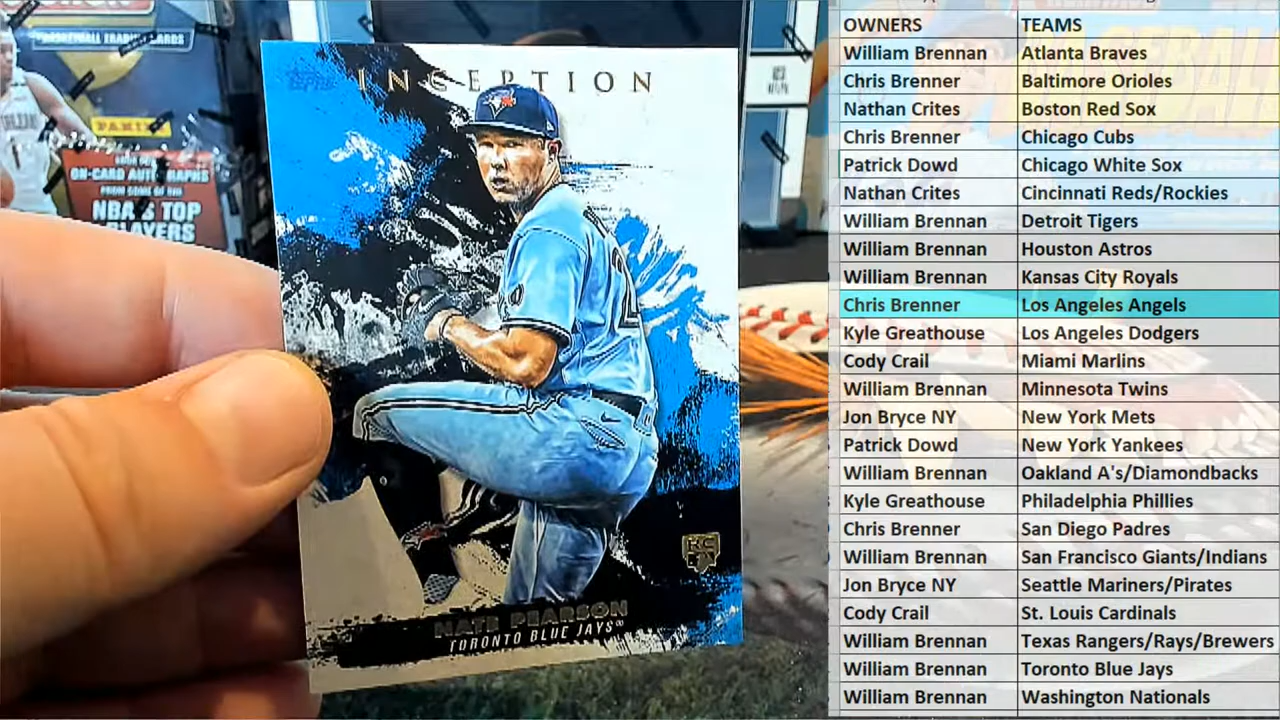 BASKETBALL TRADING CARDS
PANINI
ON-CARD AUTOGRAPHS
FROM SOME OF THE
NBA'S TOP
PLAYERS
TOPPS
INCEPTION
RC
NATE PEARSON
TORONTO BLUE JAYS®
OWNERS TEAMS
William Brennan Atlanta Braves
Chris Brenner Baltimore Orioles
Nathan Crites Boston Red Sox
Chris Brenner Chicago Cubs
Patrick Dowd Chicago White Sox
Nathan Crites Cincinnati Reds/Rockies
William Brennan Detroit Tigers
William Brennan Houston Astros
William Brennan Kansas City Royals
Chris Brenner Los Angeles Angels
Kyle Greathouse Los Angeles Dodgers
Cody Crail Miami Marlins
William Brennan Minnesota Twins
Jon Bryce NY New York Mets
Patrick Dowd New York Yankees
William Brennan Oakland A's/Diamondbacks
Kyle Greathouse Philadelphia Phillies
Chris Brenner San Diego Padres
William Brennan San Francisco Giants/Indians
Jon Bryce NY Seattle Mariners/Pirates
Cody Crail St. Louis Cardinals
William Brennan Texas Rangers/Rays/Brewers
William Brennan Toronto Blue Jays
William Brennan Washington Nationals